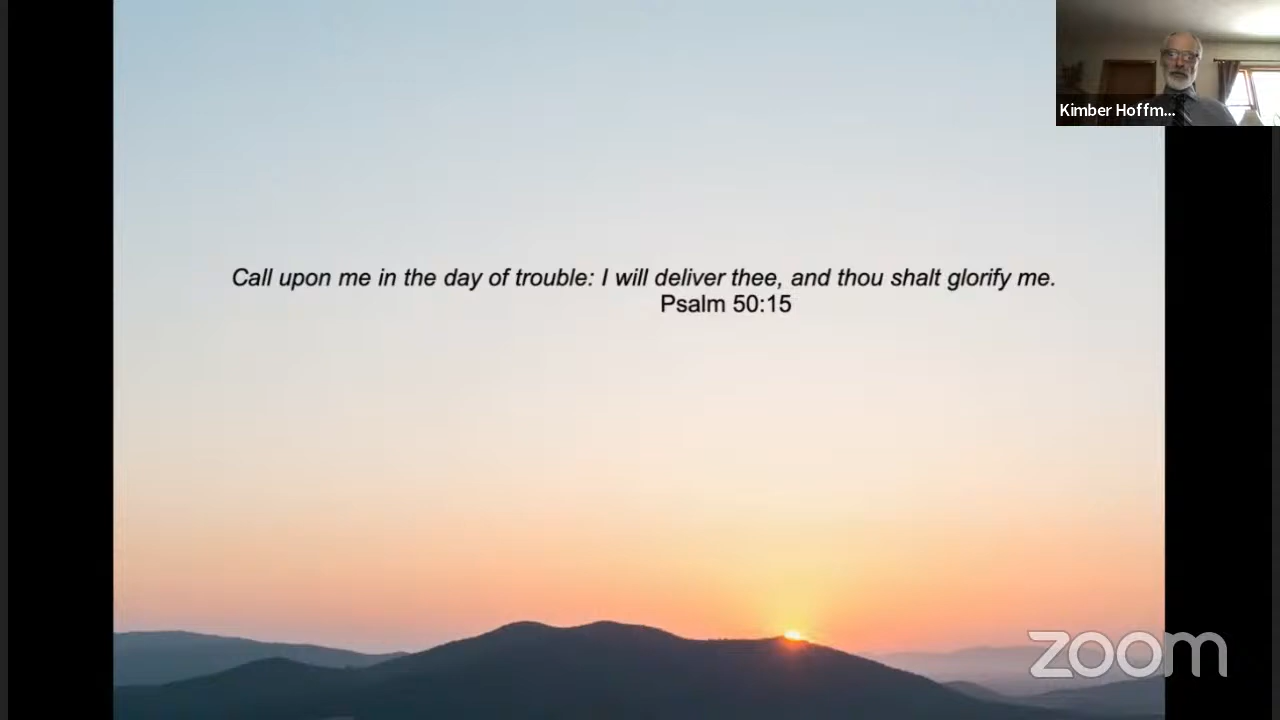 Kimber Hoffm...
Call upon me in the day of trouble: I will deliver thee, and thou shalt glorify me.
Psalm 50:15
zoom